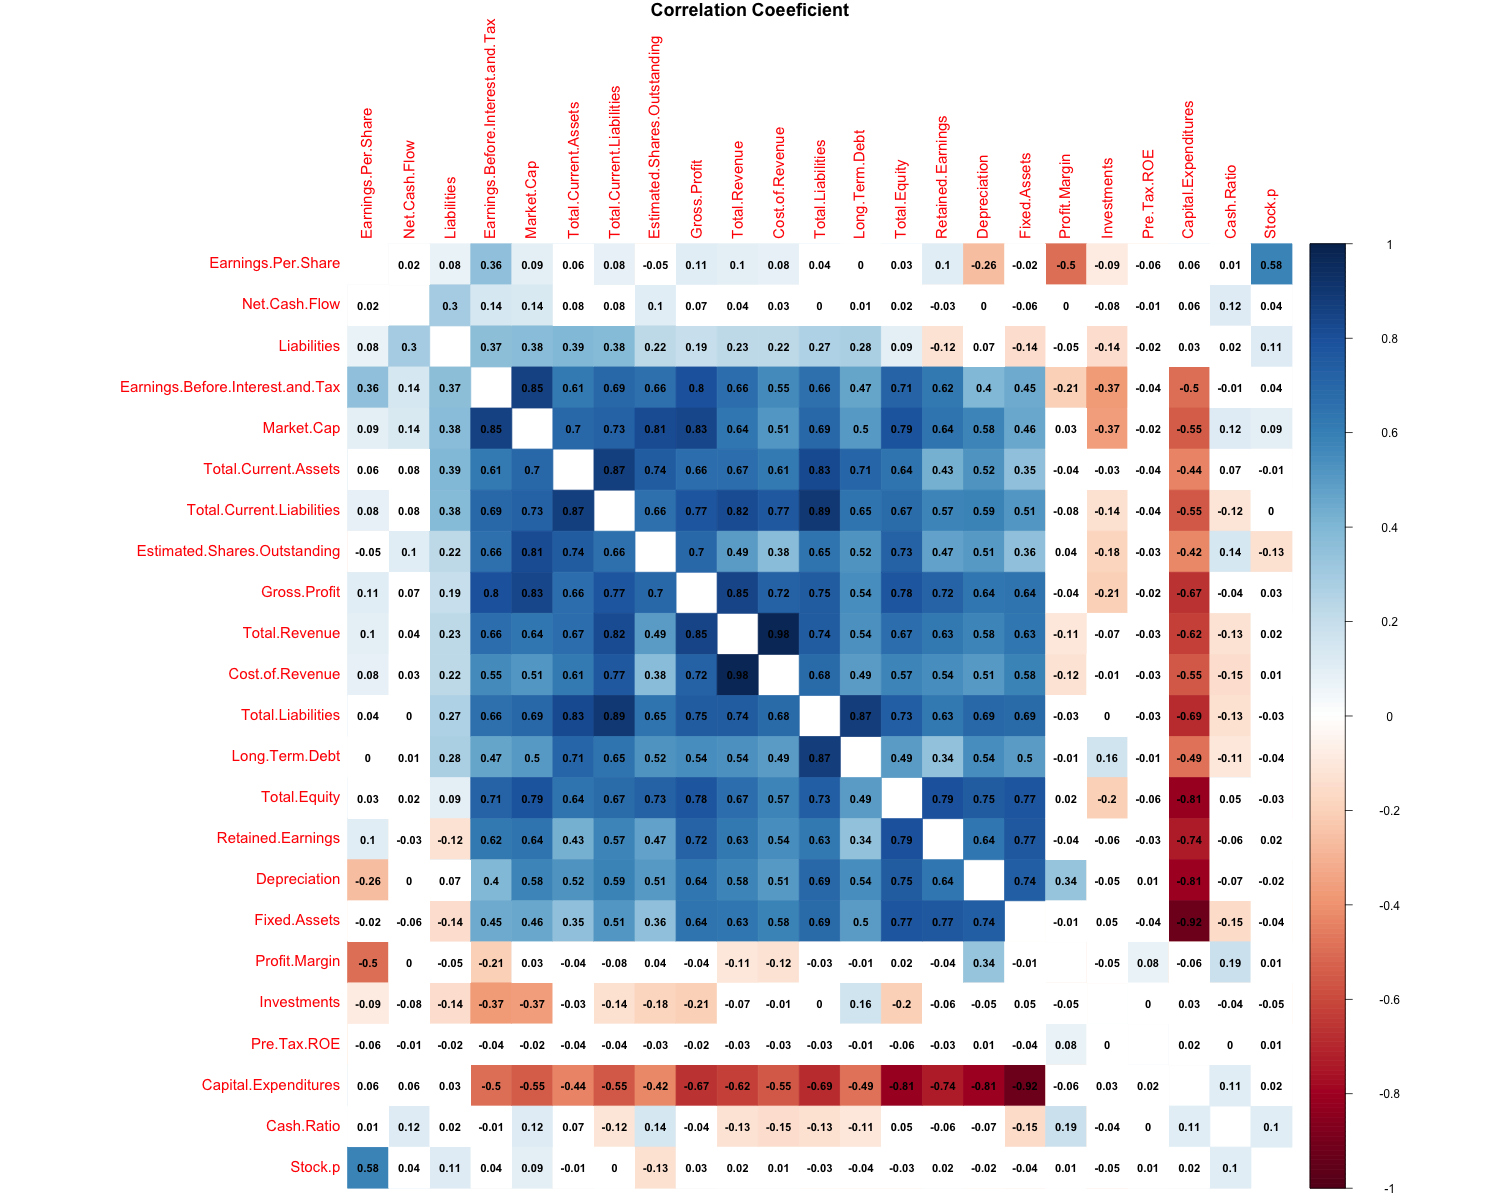 Correlation Coeeficient
Earnings.Per.Share
Net.Cash.Flow
Liabilities
Earnings.Before.Interest.and.Tax
Market.Cap
Total.Current.Assets
Total.Current.Liabilities
Estimated.Shares.Outstanding
Gross.Profit
Total.Revenue
Cost.of.Revenue
Total.Liabilities
Long.Term.Debt
Total.Equity
Retained.Earnings
Depreciation
Fixed.Assets
Profit.Margin
Investments
Pre.Tax.ROE
Capital.Expenditures
Cash.Ratio
Stock.p
Earnings.Per.Share 0.02 0.08 0.36 0.09 0.06 0.08 -0.05 0.11 0.1 0.08 0.04 0 0.03 0.1 -0.26 -0.02 -0.5 -0.09 -0.06 0.06 0.01 0.58
Net.Cash.Flow 0.02 0.3 0.14 0.14 0.08 0.08 0.1 0.07 0.04 0.03 0 0.01 0.02 -0.03 0 -0.06 0 -0.08 -0.01 0.06 0.12 0.04
Liabilities 0.08 0.3 0.37 0.38 0.39 0.38 0.22 0.19 0.23 0.22 0.27 0.28 0.09 -0.12 0.07 -0.14 -0.05 -0.14 -0.02 0.03 0.02 0.11
Earnings.Before.Interest.and.Tax 0.36 0.14 0.37 0.85 0.61 0.69 0.66 0.8 0.66 0.55 0.66 0.47 0.71 0.62 0.4 0.45 -0.21 -0.37 -0.04 -0.5 -0.01 0.04
Market.Cap 0.09 0.14 0.38 0.85 0.7 0.73 0.81 0.83 0.64 0.51 0.69 0.5 0.79 0.64 0.58 0.46 0.03 -0.37 -0.02 -0.55 0.12 0.09
Total.Current.Assets 0.06 0.08 0.39 0.61 0.7 0.87 0.74 0.66 0.67 0.61 0.83 0.71 0.64 0.43 0.52 0.35 -0.04 -0.03 -0.04 -0.44 0.07 -0.01
Total.Current.Liabilities 0.08 0.08 0.38 0.69 0.73 0.87 0.66 0.77 0.82 0.77 0.89 0.65 0.67 0.57 0.59 0.51 -0.08 -0.14 -0.04 -0.55 -0.12 0
Estimated.Shares.Outstanding -0.05 0.1 0.22 0.66 0.81 0.74 0.66 0.7 0.49 0.38 0.65 0.52 0.73 0.47 0.51 0.36 0.04 -0.18 -0.03 -0.42 0.14 -0.13
Gross.Profit 0.11 0.07 0.19 0.8 0.83 0.66 0.77 0.7 0.85 0.72 0.75 0.54 0.78 0.72 0.64 0.64 -0.04 -0.21 -0.02 -0.67 -0.04 0.03
Total.Revenue 0.1 0.04 0.23 0.66 0.64 0.67 0.82 0.49 0.85 0.98 0.74 0.54 0.67 0.63 0.58 0.63 -0.11 -0.07 -0.03 -0.62 -0.13 0.02
Cost.of.Revenue 0.08 0.03 0.22 0.55 0.51 0.61 0.77 0.38 0.72 0.98 0.68 0.49 0.57 0.54 0.51 0.58 -0.12 -0.01 -0.03 -0.55 -0.15 0.01
Total.Liabilities 0.04 0 0.27 0.66 0.69 0.83 0.89 0.65 0.75 0.74 0.68 0.87 0.73 0.63 0.69 0.69 -0.03 0 -0.03 -0.69 -0.13 -0.03
Long.Term.Debt 0 0.01 0.28 0.47 0.5 0.71 0.65 0.52 0.54 0.54 0.49 0.87 0.49 0.34 0.54 0.5 -0.01 0.16 -0.01 -0.49 -0.11 -0.04
Total.Equity 0.03 0.02 0.09 0.71 0.79 0.64 0.67 0.73 0.78 0.67 0.57 0.73 0.49 0.79 0.75 0.77 0.02 -0.2 -0.06 -0.81 0.05 -0.03
Retained.Earnings 0.1 -0.03 -0.12 0.62 0.64 0.43 0.57 0.47 0.72 0.63 0.54 0.63 0.34 0.79 0.64 0.77 -0.04 -0.06 -0.03 -0.74 -0.06 0.02
Depreciation -0.26 0 0.07 0.4 0.58 0.52 0.59 0.51 0.64 0.58 0.51 0.69 0.54 0.75 0.64 0.74 0.34 -0.05 0.01 -0.81 -0.07 -0.02
Fixed.Assets -0.02 -0.06 -0.14 0.45 0.46 0.35 0.51 0.36 0.64 0.63 0.58 0.69 0.5 0.77 0.77 0.74 -0.01 0.05 -0.04 -0.92 -0.15 -0.04
Profit.Margin -0.5 0 -0.05 -0.21 0.03 -0.04 -0.08 0.04 -0.04 -0.11 -0.12 -0.03 -0.01 0.02 -0.04 0.34 -0.01 -0.05 0.08 -0.06 0.19 0.01
Investments -0.09 -0.08 -0.14 -0.37 -0.37 -0.03 -0.14 -0.18 -0.21 -0.07 -0.01 0 0.16 -0.2 -0.06 -0.05 0.05 -0.05 0 0.03 -0.04 -0.05
Pre.Tax.ROE -0.06 -0.01 -0.02 -0.04 -0.02 -0.04 -0.04 -0.03 -0.02 -0.03 -0.03 -0.03 -0.01 -0.06 -0.03 0.01 -0.04 0.08 0 0.02 0 0.01
Capital.Expenditures 0.06 0.06 0.03 -0.5 -0.55 -0.44 -0.55 -0.42 -0.67 -0.62 -0.55 -0.69 -0.49 -0.81 -0.74 -0.81 -0.92 -0.06 0.03 0.02 0.11 0.02
Cash.Ratio 0.01 0.12 0.02 -0.01 0.12 0.07 -0.12 0.14 -0.04 -0.13 -0.15 -0.13 -0.11 0.05 -0.06 -0.07 -0.15 0.19 -0.04 0 0.11 0.1
Stock.p 0.58 0.04 0.11 0.04 0.09 -0.01 0 -0.13 0.03 0.02 0.01 -0.03 -0.04 -0.03 0.02 -0.02 -0.04 0.01 -0.05 0.01 0.02 0.1
1
0.8
0.6
0.4
0.2
0
-0.2
-0.4
-0.6
-0.8
-1